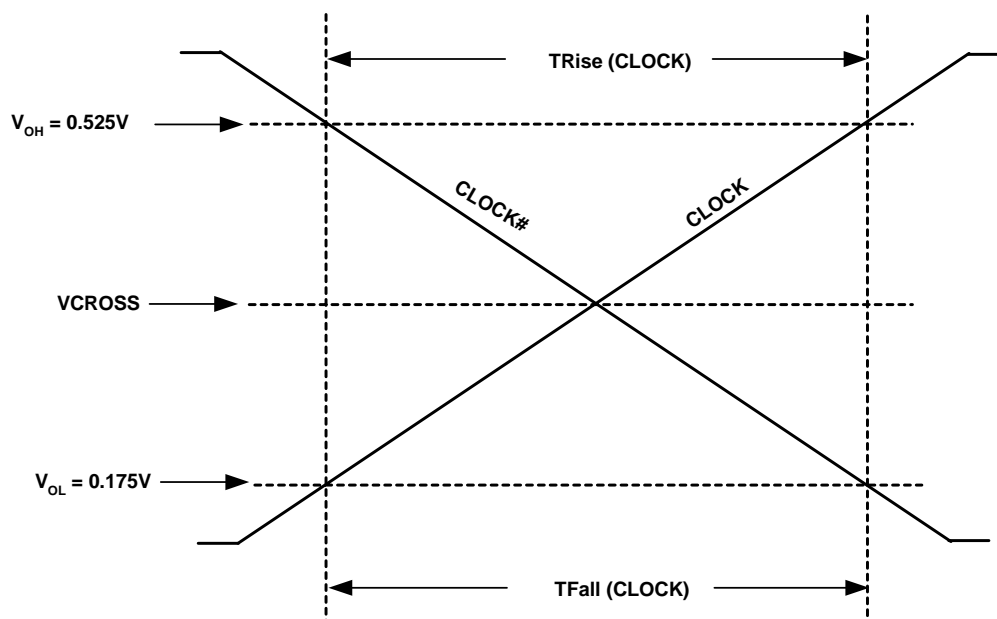 TRise (CLOCK)
VOH = 0.525V
CLOCK#
CLOCK
VCROSS
VOL = 0.175V
TFall (CLOCK)